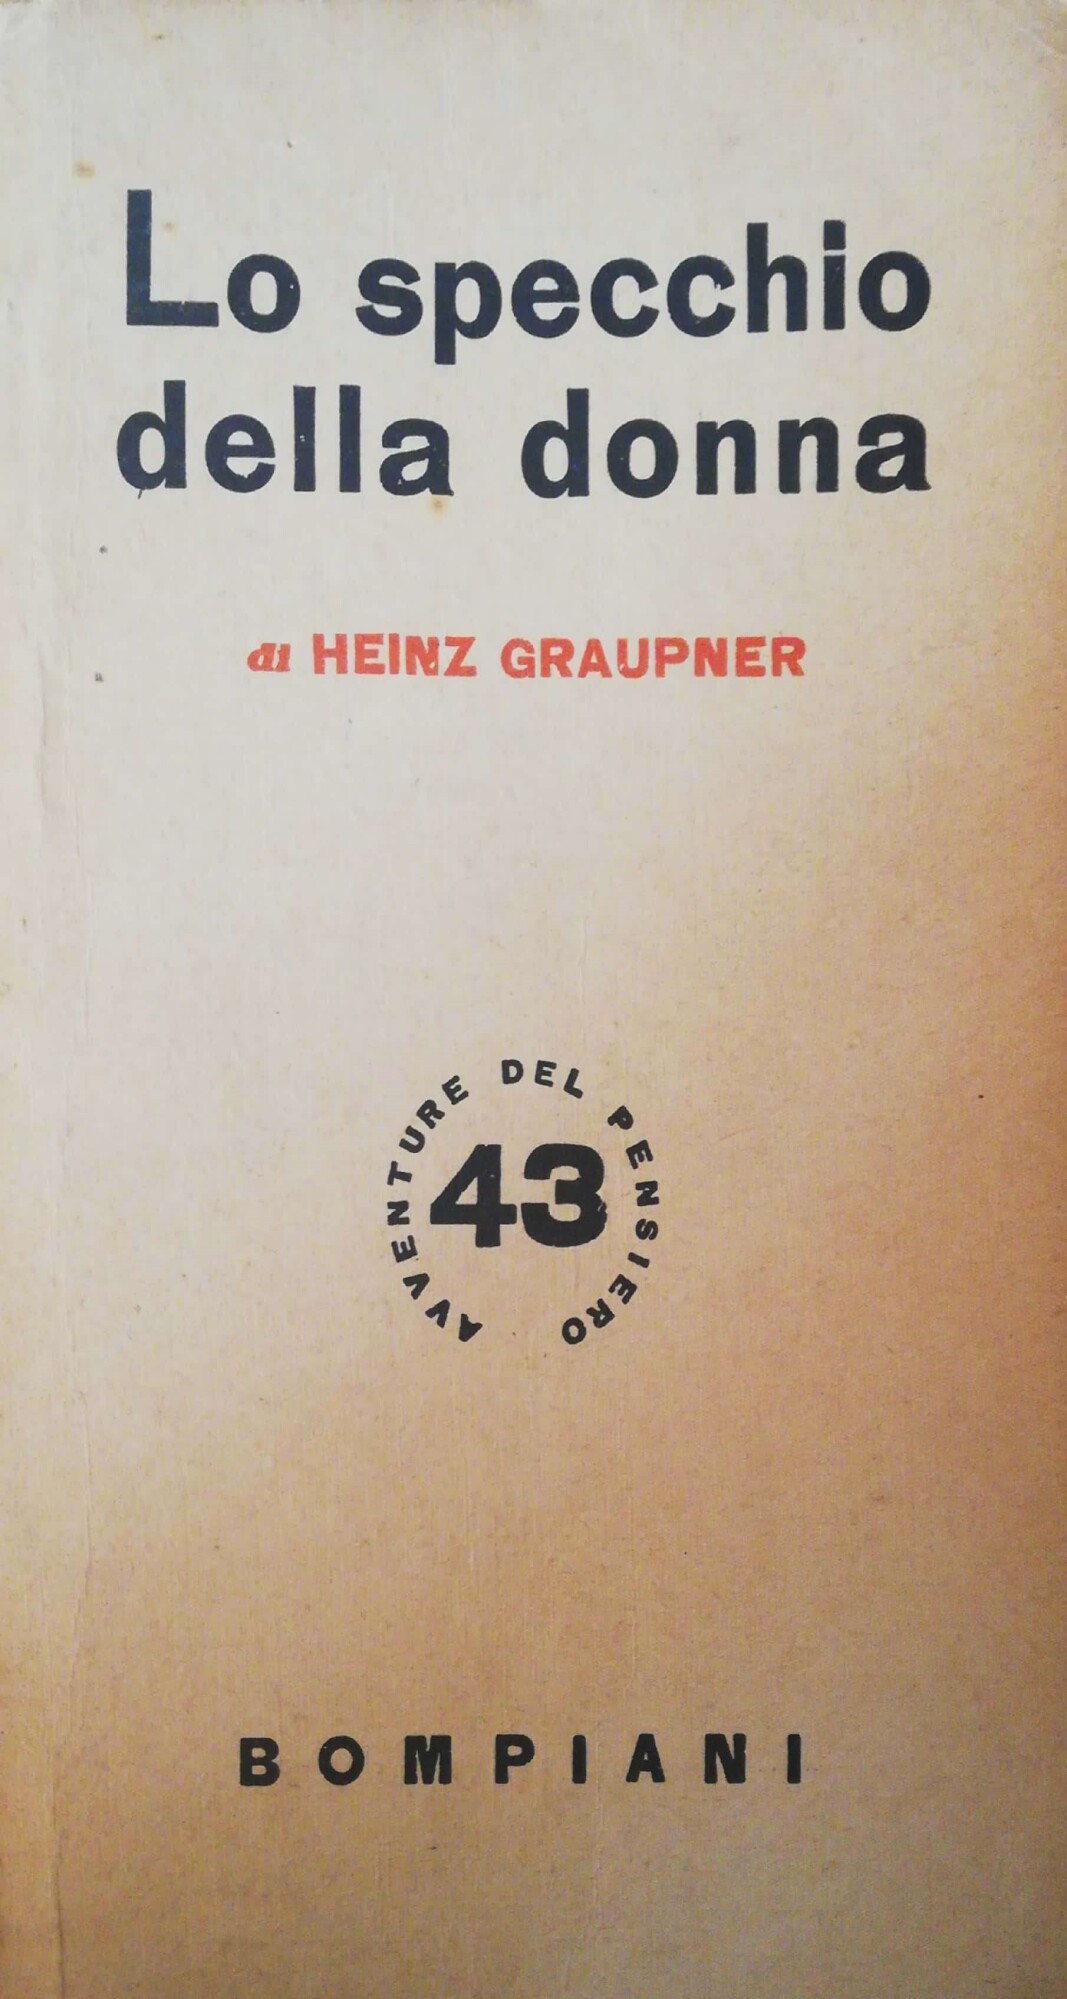 Lo specchio
della donna
di HEINZ GRAUPNER
AVVENTURE DEL PENSIERO
43
BOMPIANI